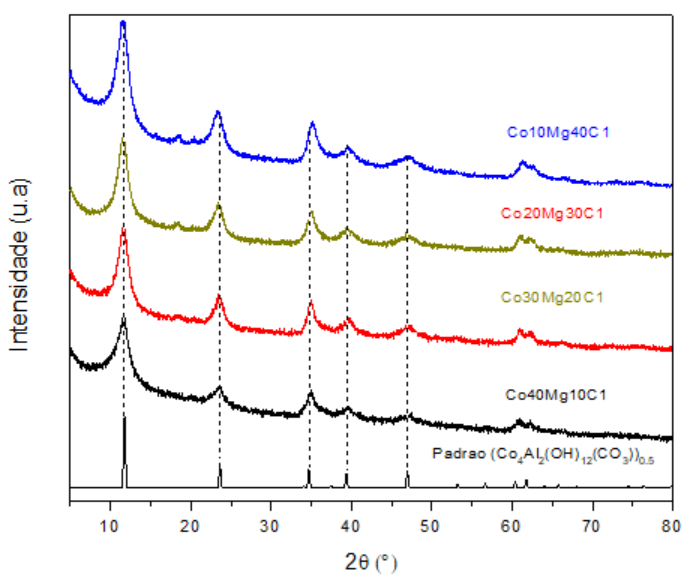 Intensidade (u.a)
Co10Mg40C1
Co20Mg30C1
Co30Mg20C1
Co40Mg10C1
Padrao (Co4Al2(OH)12(CO3))0.5
10 20 30 40 50 60 70 80
2θ (°)